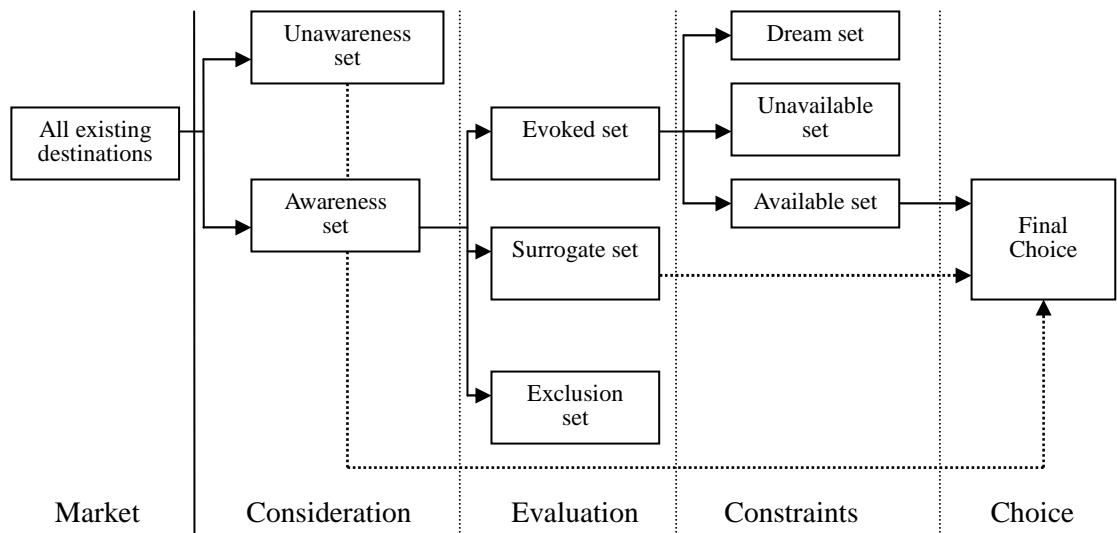 All existing
destinations
Unawareness
set
Awareness
set
Evoked set
Surrogate set
Exclusion
set
Dream set
Unavailable
set
Available set
Final
Choice
Market
Consideration
Evaluation
Constraints
Choice